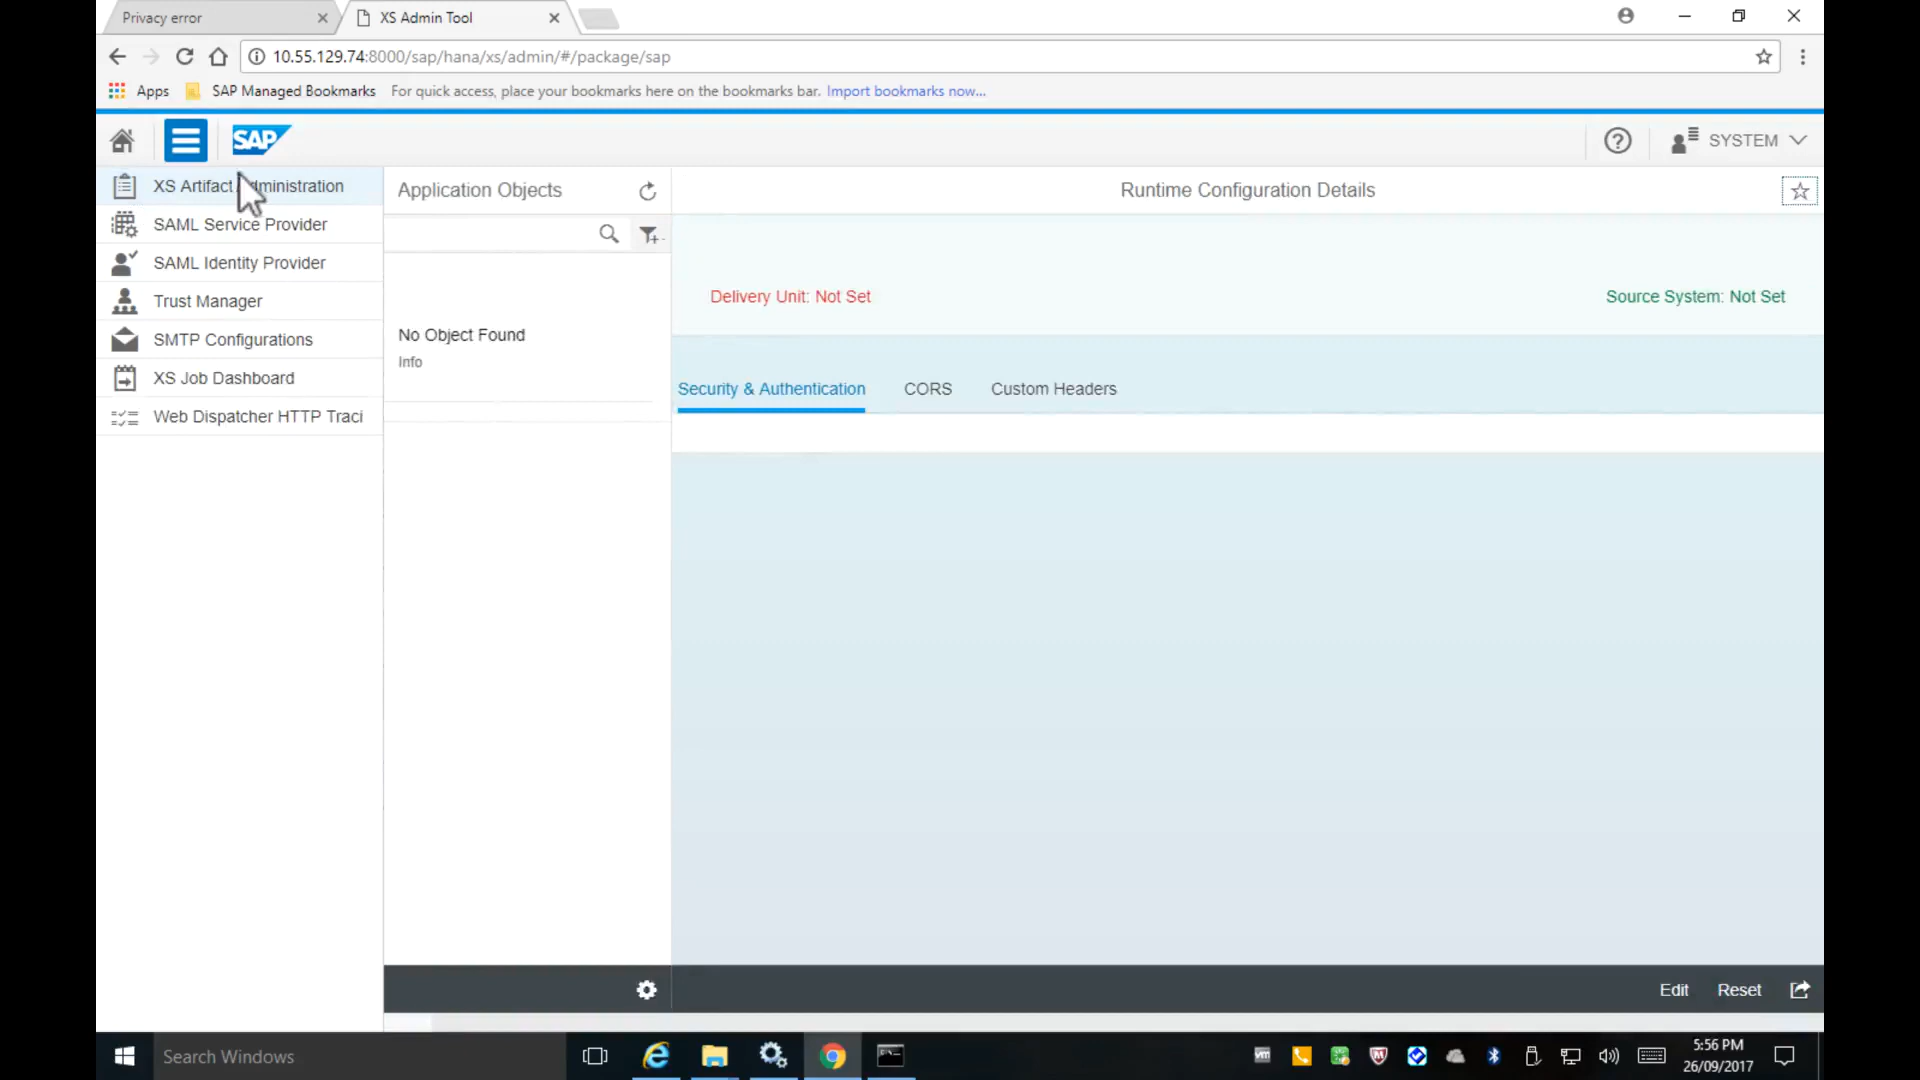 Privacy error
XS Admin Tool
10.55.129.74:8000/sap/hana/xs/admin/#/package/sap
Apps
SAP Managed Bookmarks
For quick access, place your bookmarks here on the bookmarks bar. Import bookmarks now...
SAP
SYSTEM
XS Artifact
SAML Service Provider
SAML Identity Provider
Trust Manager
SMTP Configurations
XS Job Dashboard
Web Dispatcher HTTP Traci
Application Objects
No Object Found
Info
Runtime Configuration Details
Delivery Unit: Not Set
Source System: Not Set
Security & Authentication
CORS
Custom Headers
Edit
Reset
Search Windows
vm
5:56 PM
26/09/2017